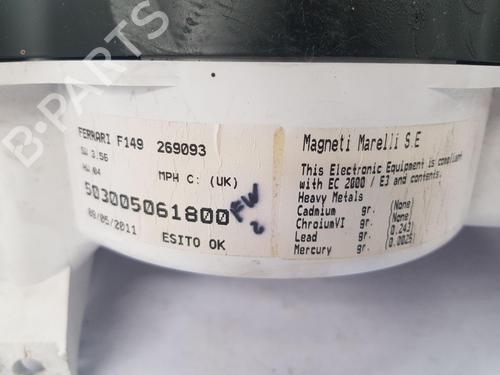 B-PARTS
FERRARI F149 269093
SW 3.56
HW 04 MPH C: (UK)
503005061800
09/05/2011 ESITO OK
FW
2
Magneti Marelli S.E
This Electronic Equipment is compliant
with EC 2000 / E3 and contents.
Heavy Metals
Cadmium gr. (None)
ChroiumVI gr. (None)
Lead gr. 0.243
Mercury gr. 0.0025